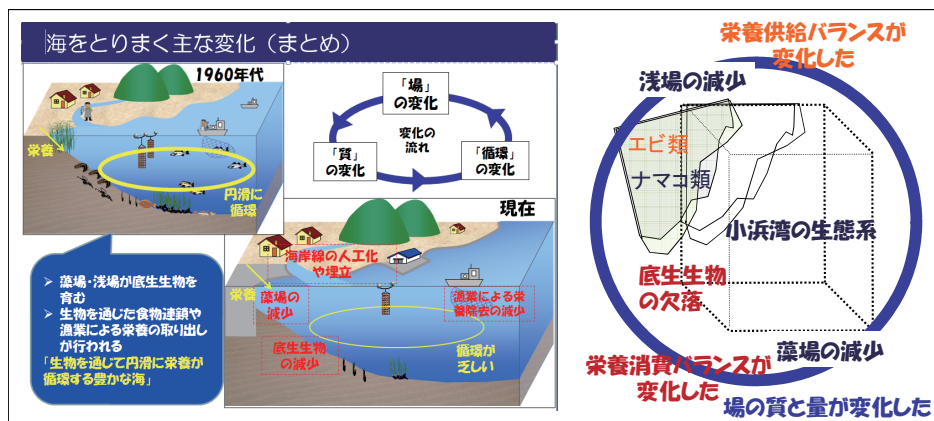 海をとりまく主な変化（まとめ）
1960年代
栄養
円滑に
循環
「場」
の変化
変化の
流れ
「質」
の変化
「循環」
の変化
現在
海岸線の人工化
や埋立
栄養
藻場の
減少
漁業による栄
養除去の減少
底生生物
の減少
循環が
乏しい
➢ 藻場・浅場が底生生物を
育む
➢ 生物を通じた食物連鎖や
漁業による栄養の取り出し
が行われる
「生物を通じて円滑に栄養が
循環する豊かな海」
栄養供給バランスが
変化した
浅場の減少
エビ類
ナマコ類
小浜湾の生態系
底生生物
の欠落
藻場の減少
栄養消費バランスが
変化した
場の質と量が変化した